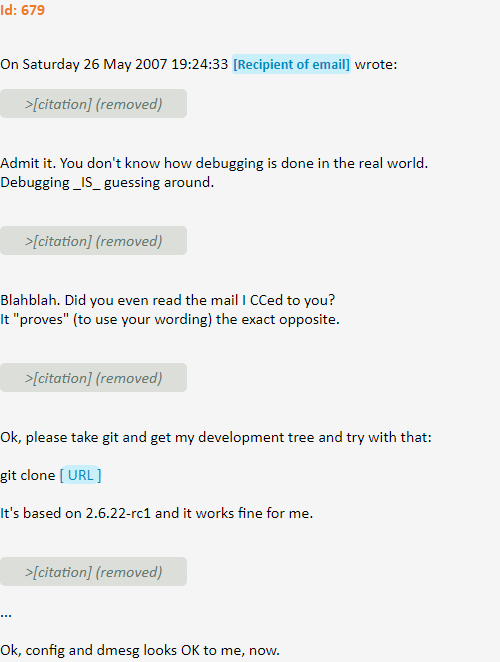 Id: 679
On Saturday 26 May 2007 19:24:33 [Recipient of email] wrote:
>[citation] (removed)
Admit it. You don't know how debugging is done in the real world.
Debugging _IS_ guessing around.
>[citation] (removed)
Blahblah. Did you even read the mail I CCed to you?
It "proves" (to use your wording) the exact opposite.
>[citation] (removed)
Ok, please take git and get my development tree and try with that:
git clone [ URL ]
It's based on 2.6.22-rc1 and it works fine for me.
>[citation] (removed)
...
Ok, config and dmesg looks OK to me, now.